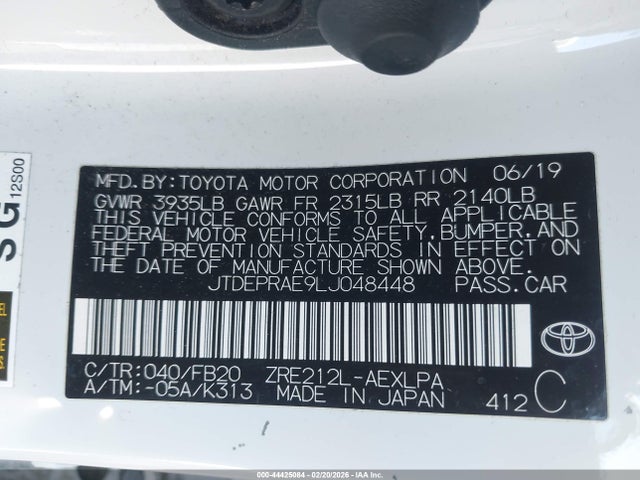 MFD.BY:TOYOTA MOTOR CORPORATION 06/19
GVWR 3935LB GAWR FR 2315LB RR 2140LB
THIS VEHICLE CONFORMS TO ALL APPLICABLE
FEDERAL MOTOR VEHICLE SAFETY,BUMPER,AND
THEFT PREVENTION STANDARDS IN EFFECT ON
THE DATE OF MANUFACTURE SHOWN ABOVE.
JTDEPRAE9LJ048448 PASS.CAR
C/TR:040/FB20 ZRE212L-AEXLPA
A/TM:-05A/K313 MADE IN JAPAN 412 C
12S00
000-44425084 - 02/20/2026 - IAAI.COM